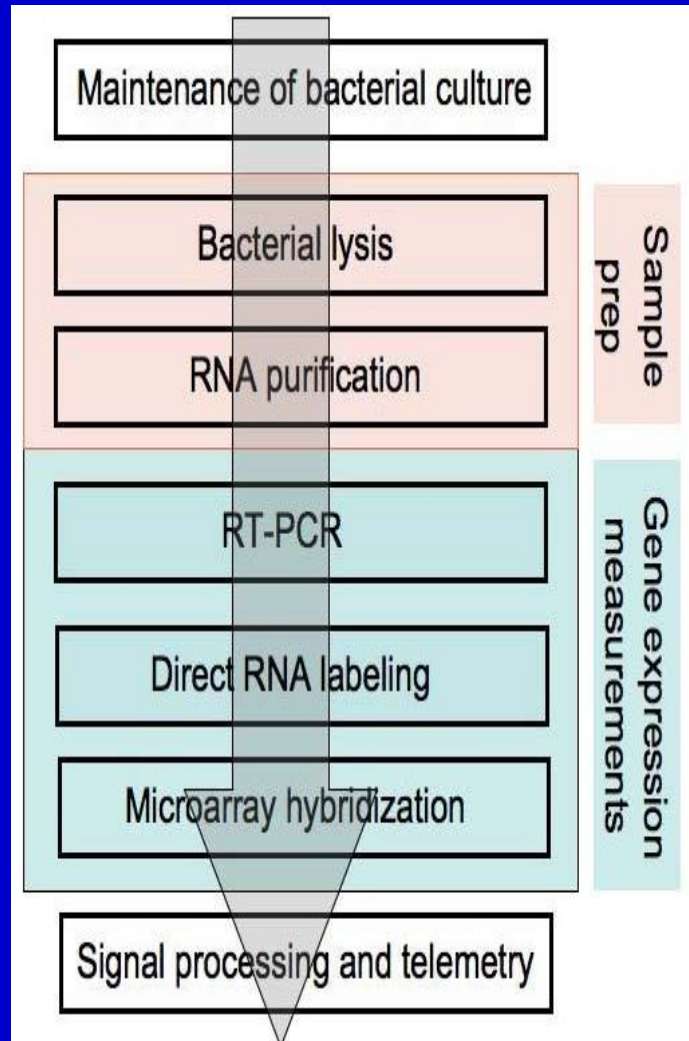 Maintenance of bacterial culture
Bacterial lysis
RNA purification
Sample
prep
RT-PCR
Direct RNA labeling
Microarray hybridization
Gene expression
measurements
Signal processing and telemetry